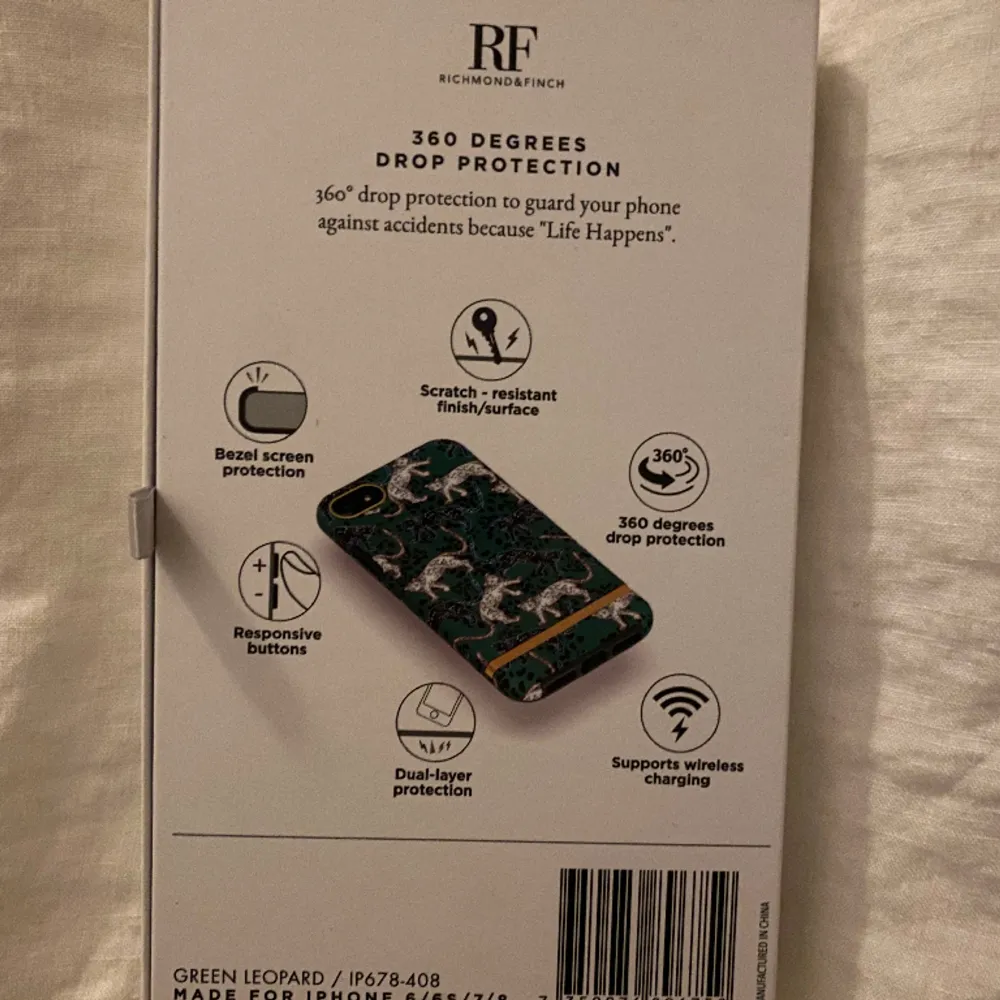 RF
RICHMOND&FINCH
360 DEGREES
DROP PROTECTION
360° drop protection to guard your phone
against accidents because "Life Happens".
Scratch - resistant
finish/surface
Bezel screen
protection
360°
360 degrees
drop protection
+
-
Responsive
buttons
Dual-layer
protection
Supports wireless
charging
GREEN LEOPARD / IP678-408
MADE FOR IPHONE 6/6S/7/8
MANUFACTURED IN CHINA